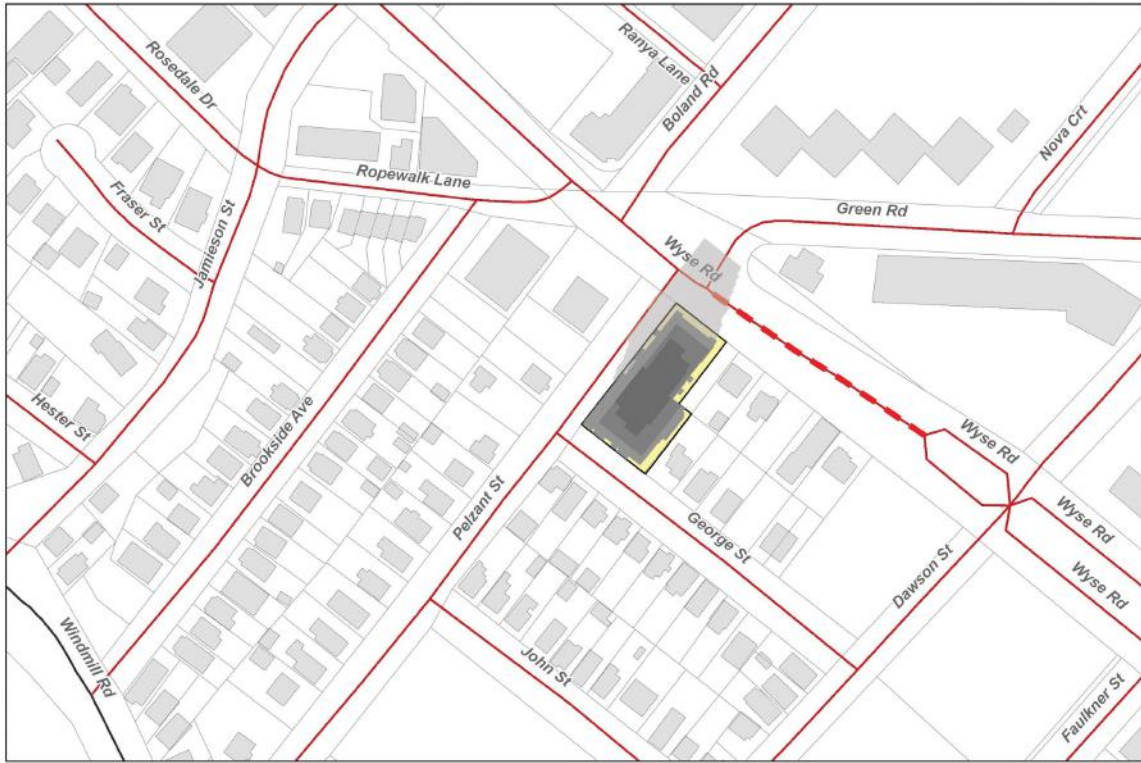 Ranya Lane
Boland Rd
Rosedale Dr
Nova Crt
Ropewalk Lane
Fraser St
Green Rd
Jamieson St
Wyse Rd
Hester St
Brookside Ave
Wyse Rd
Pelzant St
Wyse Rd
George St
Dawson St
Wyse Rd
Windmill Rd
John St
Faulkner St